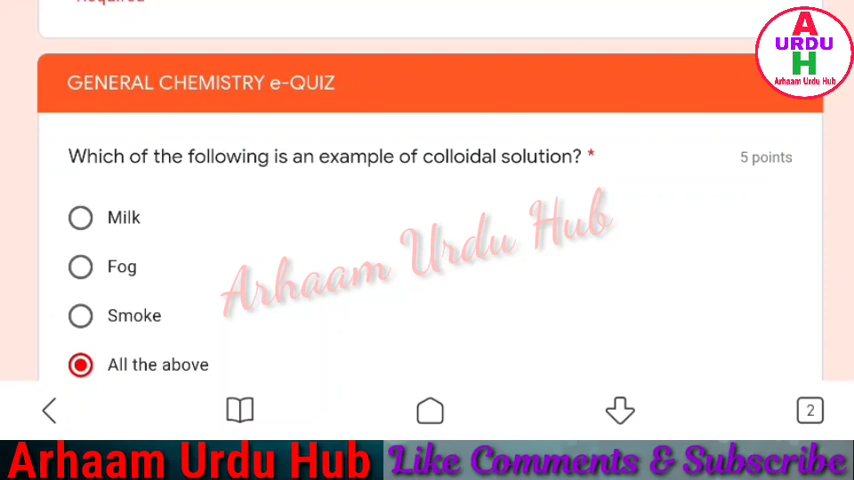 Required
A
URDU
H
Arhaam Urdu Hub
GENERAL CHEMISTRY e-QUIZ
Which of the following is an example of colloidal solution? *
5 points
Milk
Fog
Smoke
All the above
Arhaam Urdu Hub
2
Arhaam Urdu Hub
Like Comments & Subscribe